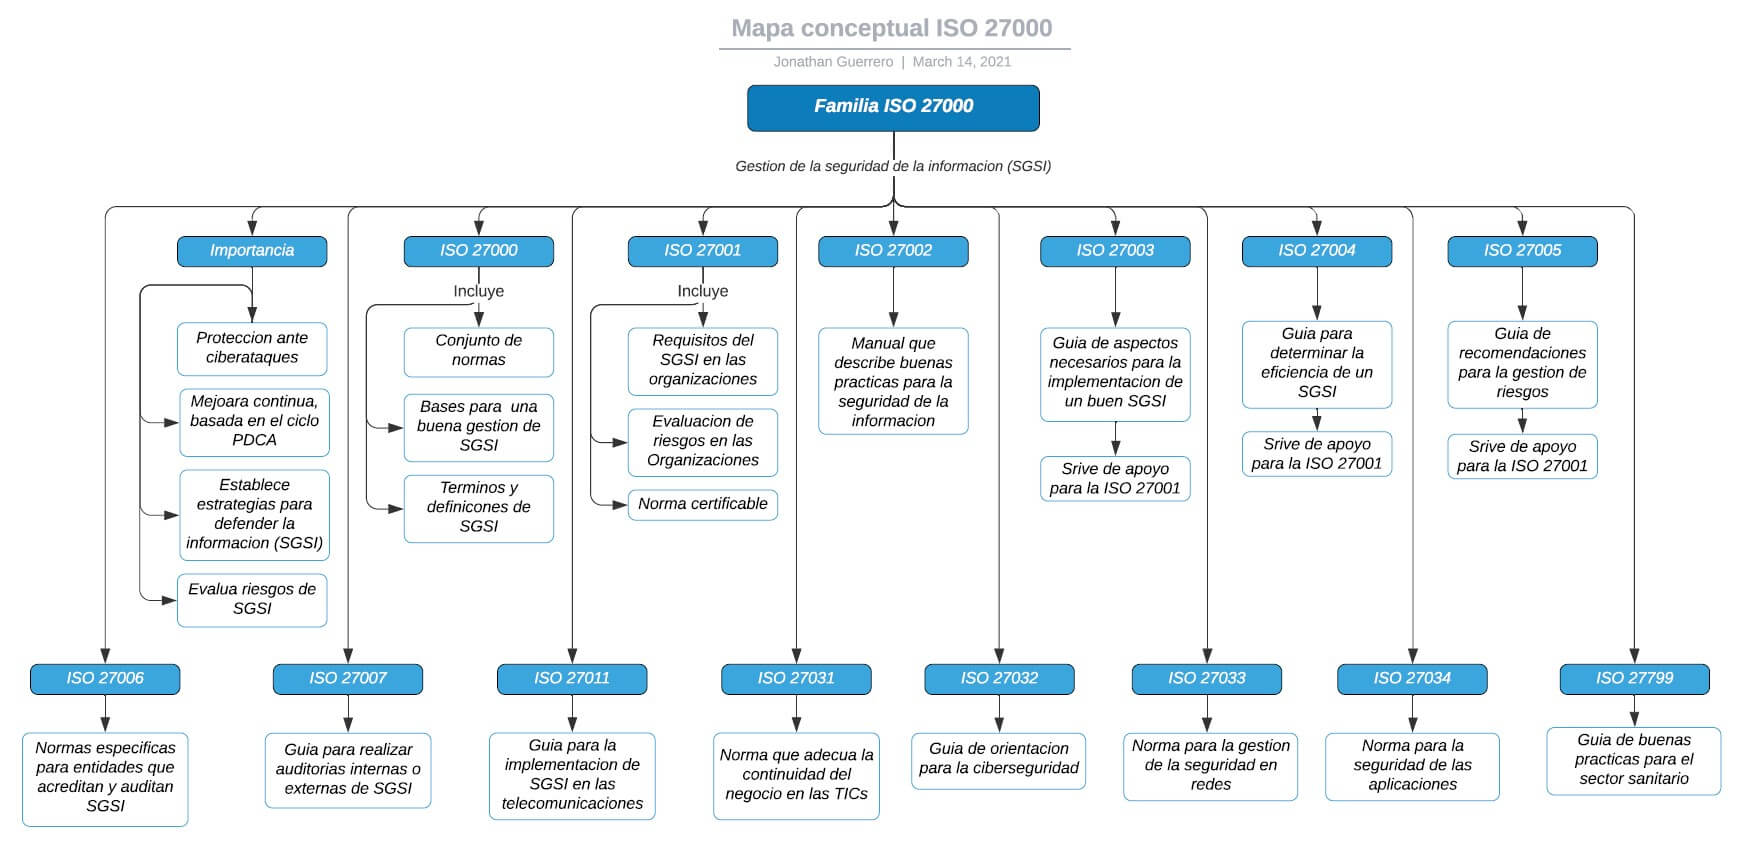 Mapa conceptual ISO 27000
Jonathan Guerrero | March 14, 2021
Familia ISO 27000
Gestion de la seguridad de la informacion (SGSI)
Importancia
Proteccion ante
ciberataques
Mejoara continua,
basada en el ciclo
PDCA
Establece
estrategias para
defender la
informacion (SGSI)
Evalua riesgos de
SGSI
ISO 27000
Incluye
Conjunto de
normas
Bases para una
buena gestion de
SGSI
Terminos y
definicones de
SGSI
ISO 27001
Incluye
Requisitos del
SGSI en las
organizaciones
Evaluacion de
riesgos en las
Organizaciones
Norma certificable
ISO 27002
Manual que
describe buenas
practicas para la
seguridad de la
informacion
ISO 27003
Guia de aspectos
necesarios para la
implementacion de
un buen SGSI
Srive de apoyo
para la ISO 27001
ISO 27004
Guia para
determinar la
eficiencia de un
SGSI
Srive de apoyo
para la ISO 27001
ISO 27005
Guia de
recomendaciones
para la gestion de
riesgos
Srive de apoyo
para la ISO 27001
ISO 27006
Normas especificas
para entidades que
acreditan y auditan
SGSI
ISO 27007
Guia para realizar
auditorias internas o
externas de SGSI
ISO 27011
Guia para la
implementacion de
SGSI en las
telecomunicaciones
ISO 27031
Norma que adecua la
continuidad del
negocio en las TICs
ISO 27032
Guia de orientacion
para la ciberseguridad
ISO 27033
Norma para la gestion
de la seguridad en
redes
ISO 27034
Norma para la
seguridad de las
aplicaciones
ISO 27799
Guia de buenas
practicas para el
sector sanitario